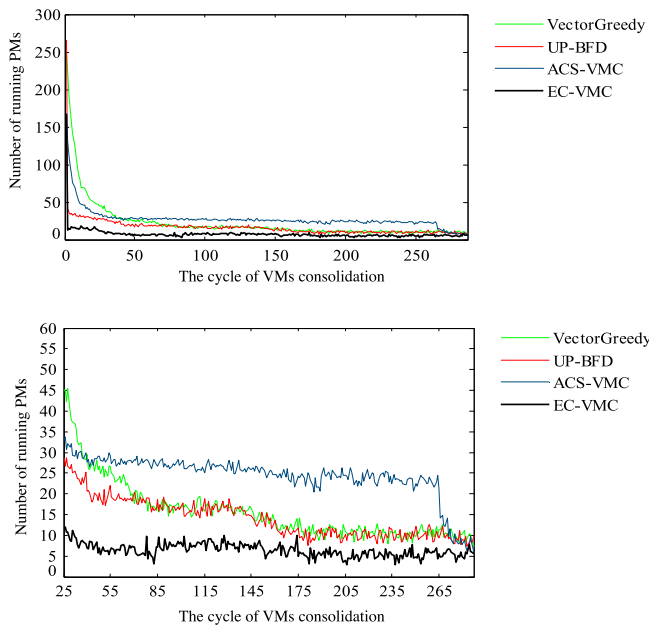 300
250
200
150
100
50
0
Number of running PMs
0 50 100 150 200 250
The cycle of VMs consolidation
VectorGreedy
UP-BFD
ACS-VMC
EC-VMC
60
55
50
45
40
35
30
25
20
15
10
5
0
Number of running PMs
25 55 85 115 145 175 205 235 265
The cycle of VMs consolidation
VectorGreedy
UP-BFD
ACS-VMC
EC-VMC